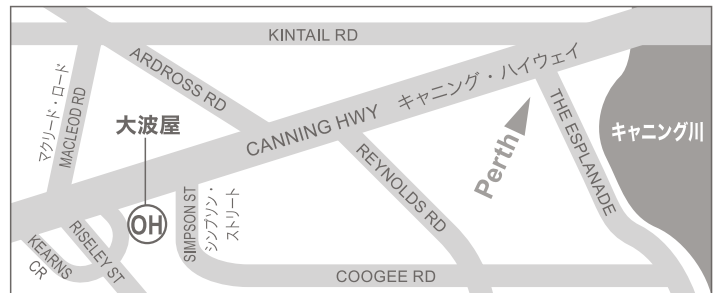 KINTAIL RD
ARDROSS RD
マクリード・ロード
MACLEOD RD
大波屋
OH
CANNING HWY キャニング・ハイウェイ
Perth
THE ESPLANADE
キャニング川
REYNOLDS RD
SIMPSON ST
シンプソン・
ストリート
KEARNS
CR
RISELEY ST
COOGEE RD